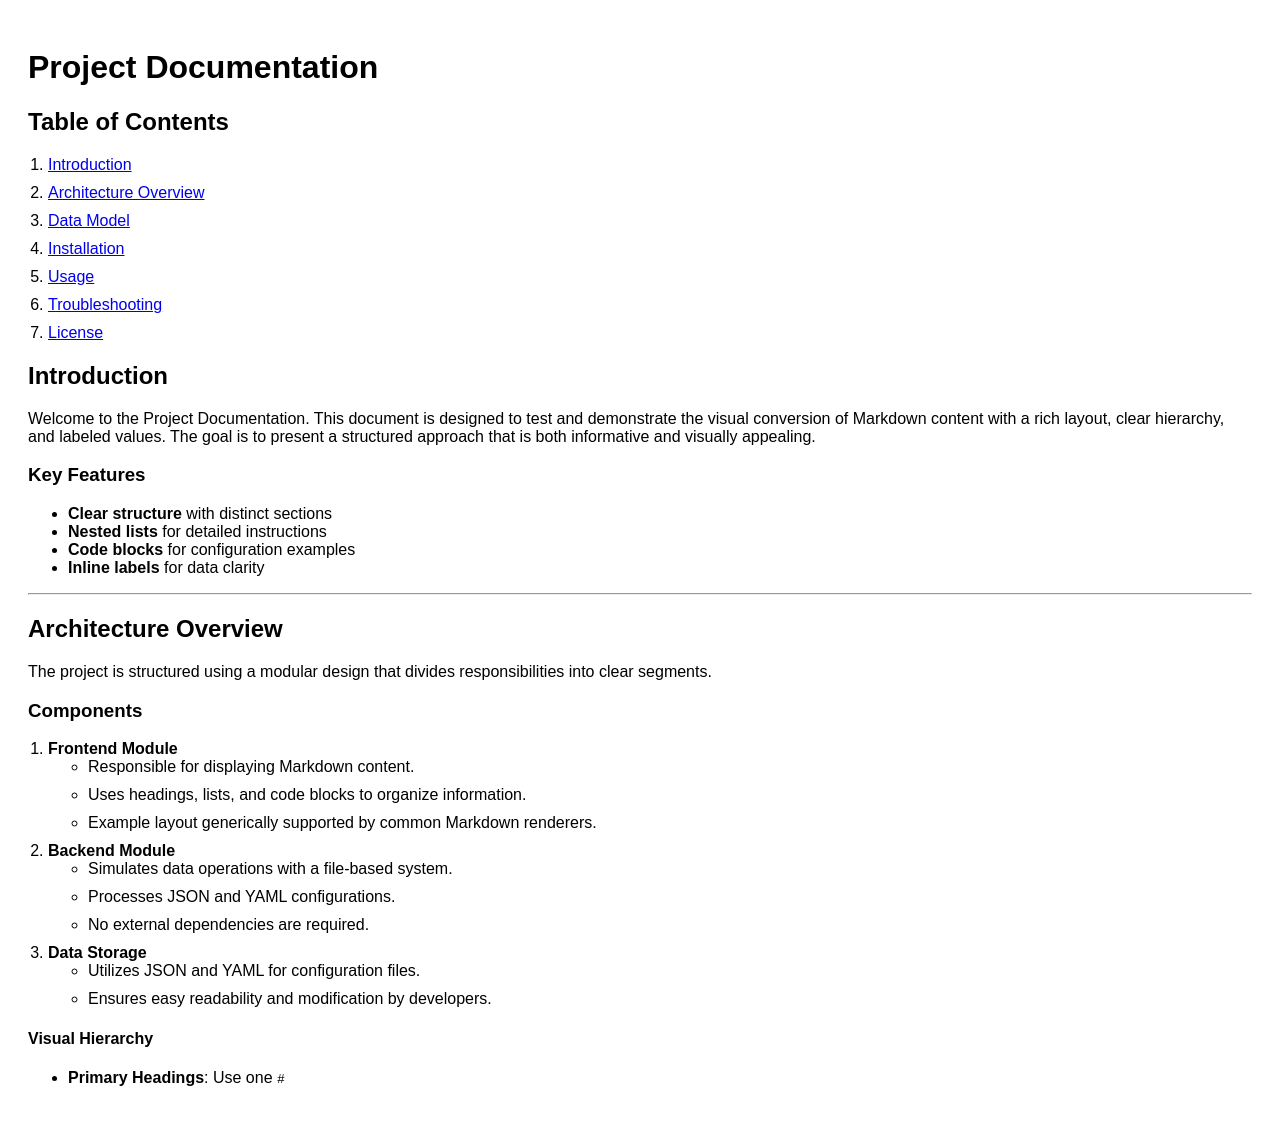 Project Documentation
Table of Contents
1. Introduction
2. Architecture Overview
3. Data Model
4. Installation
5. Usage
6. Troubleshooting
7. License
Introduction
Welcome to the Project Documentation. This document is designed to test and demonstrate the visual conversion of Markdown content with a rich layout, clear hierarchy,
and labeled values. The goal is to present a structured approach that is both informative and visually appealing.
Key Features
• Clear structure with distinct sections
• Nested lists for detailed instructions
• Code blocks for configuration examples
• Inline labels for data clarity
Architecture Overview
The project is structured using a modular design that divides responsibilities into clear segments.
Components
1. Frontend Module
◦ Responsible for displaying Markdown content.
◦ Uses headings, lists, and code blocks to organize information.
◦ Example layout generically supported by common Markdown renderers.
2. Backend Module
◦ Simulates data operations with a file-based system.
◦ Processes JSON and YAML configurations.
◦ No external dependencies are required.
3. Data Storage
◦ Utilizes JSON and YAML for configuration files.
◦ Ensures easy readability and modification by developers.
Visual Hierarchy
• Primary Headings: Use one #